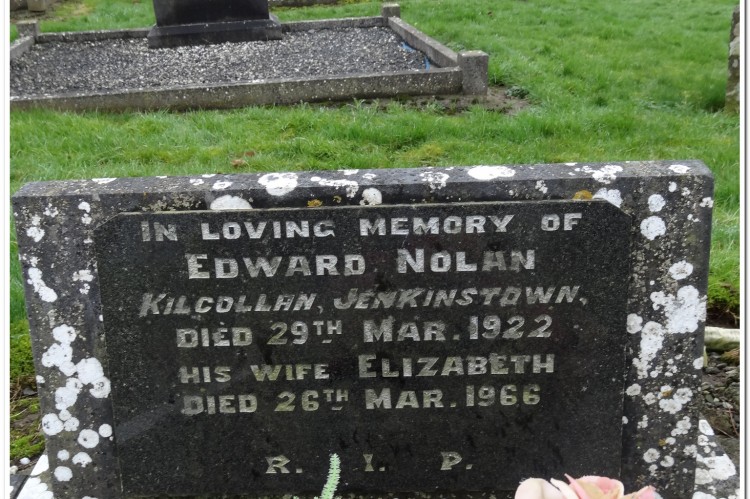 IN LOVING MEMORY OF
EDWARD NOLAN
KILCOLLAN, JENKINSTOWN,
DIED 29TH MAR. 1922
HIS WIFE ELIZABETH
DIED 26TH MAR. 1966
R. I. P.